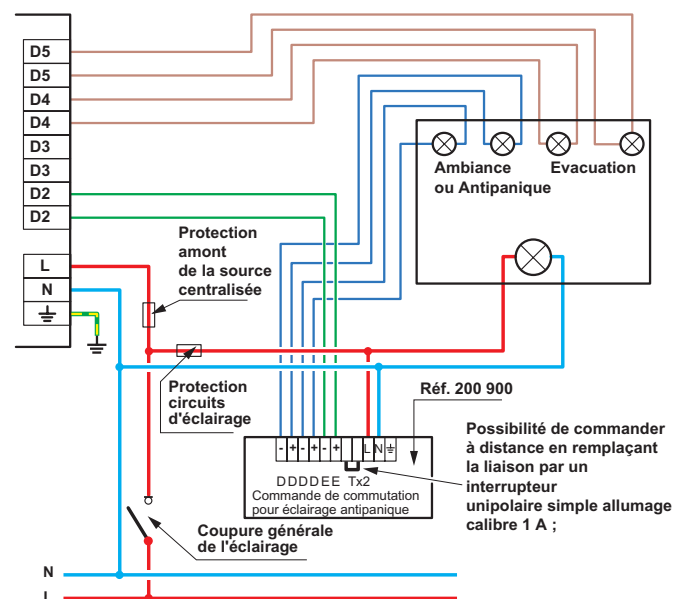 D5
D5
D4
D4
D3
D3
D2
D2
L
N
Ambiance
ou Antipanique
Evacuation
Protection
amont
de la source
centralisée
Protection
circuits
d'éclairage
Réf. 200 900
Possibilité de commander
à distance en remplaçant
la liaison par un
interrupteur
unipolaire simple allumage
calibre 1 A ;
- + - + - + L N
D D D D E E Tx2
Commande de commutation
pour éclairage antipanique
Coupure générale
de l'éclairage
N
L